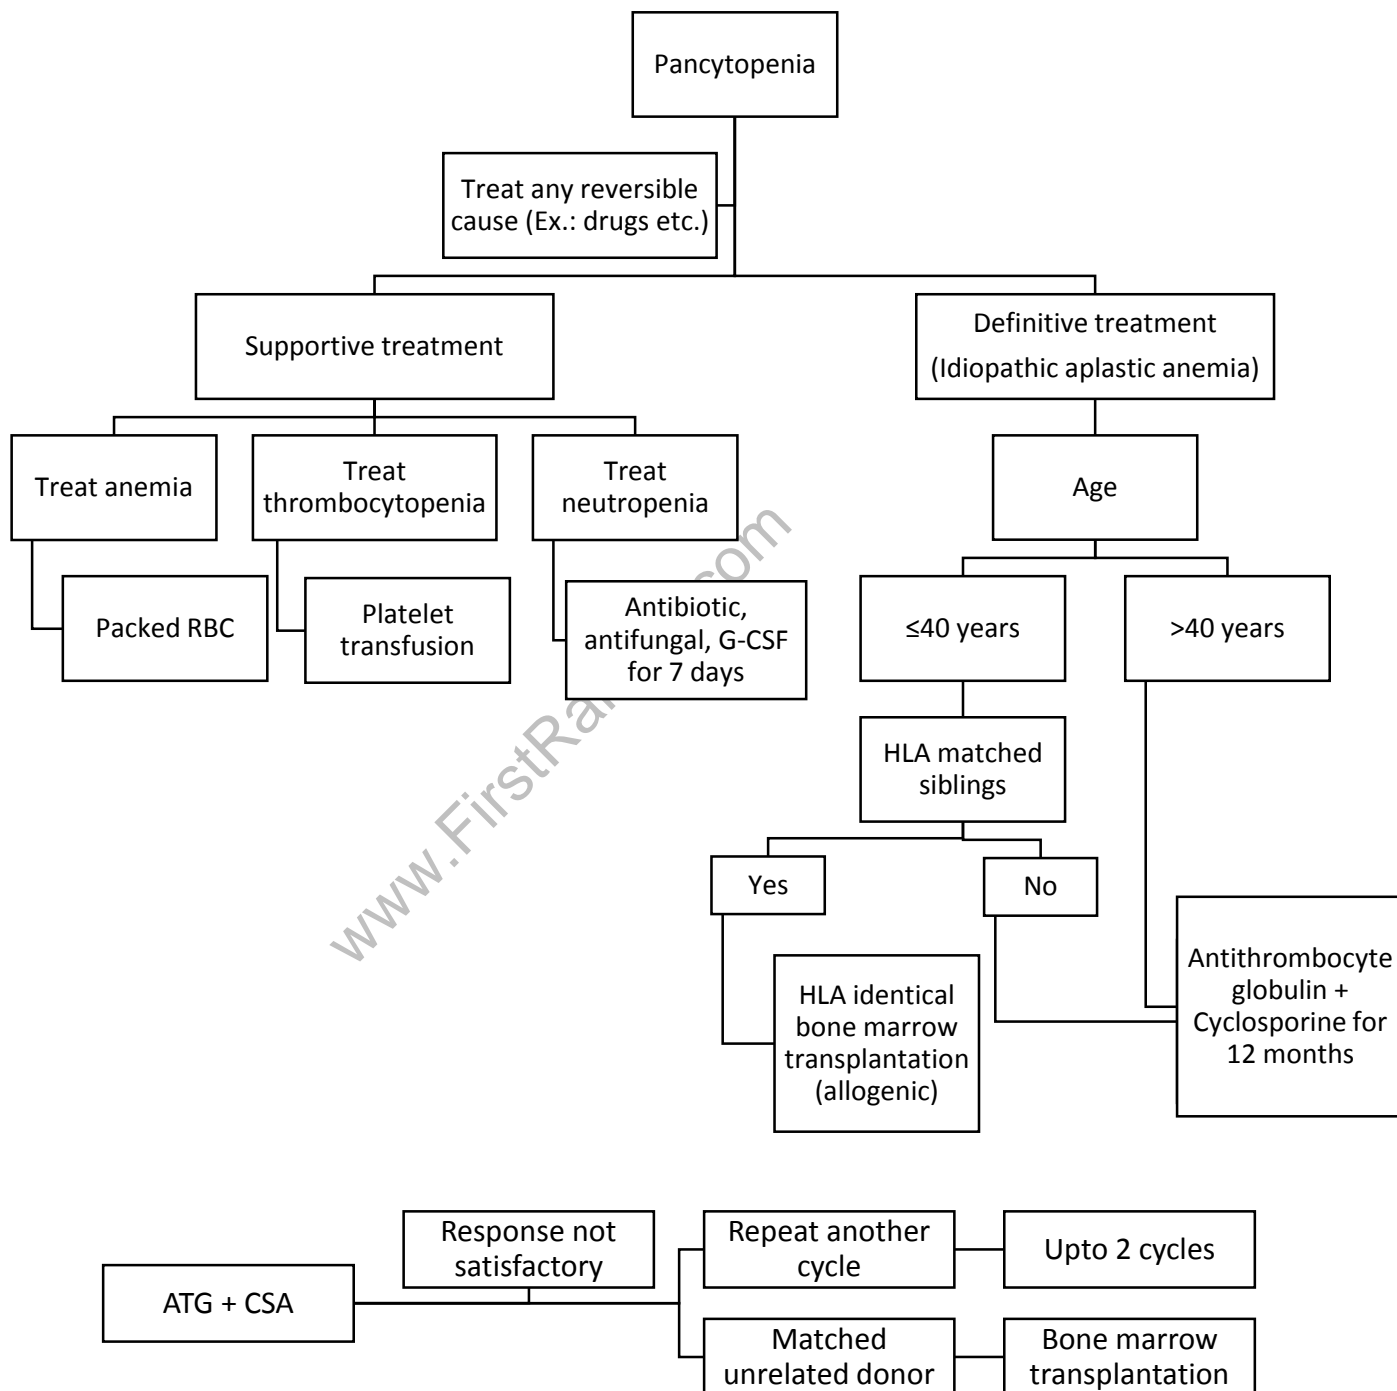 Pancytopenia
Treat any reversible
cause (Ex.: drugs etc.)
Supportive treatment
Definitive treatment
(Idiopathic aplastic anemia)
Treat anemia
Treat
thrombocytopenia
Treat
neutropenia
Age
Packed RBC
Platelet
transfusion
Antibiotic,
antifungal, G-CSF
for 7 days
≤40 years
>40 years
HLA matched
siblings
Yes
No
HLA identical
bone marrow
transplantation
(allogenic)
Antithrombocyte
globulin +
Cyclosporine for
12 months
ATG + CSA
Response not
satisfactory
Repeat another
cycle
Upto 2 cycles
Matched
unrelated donor
Bone marrow
transplantation